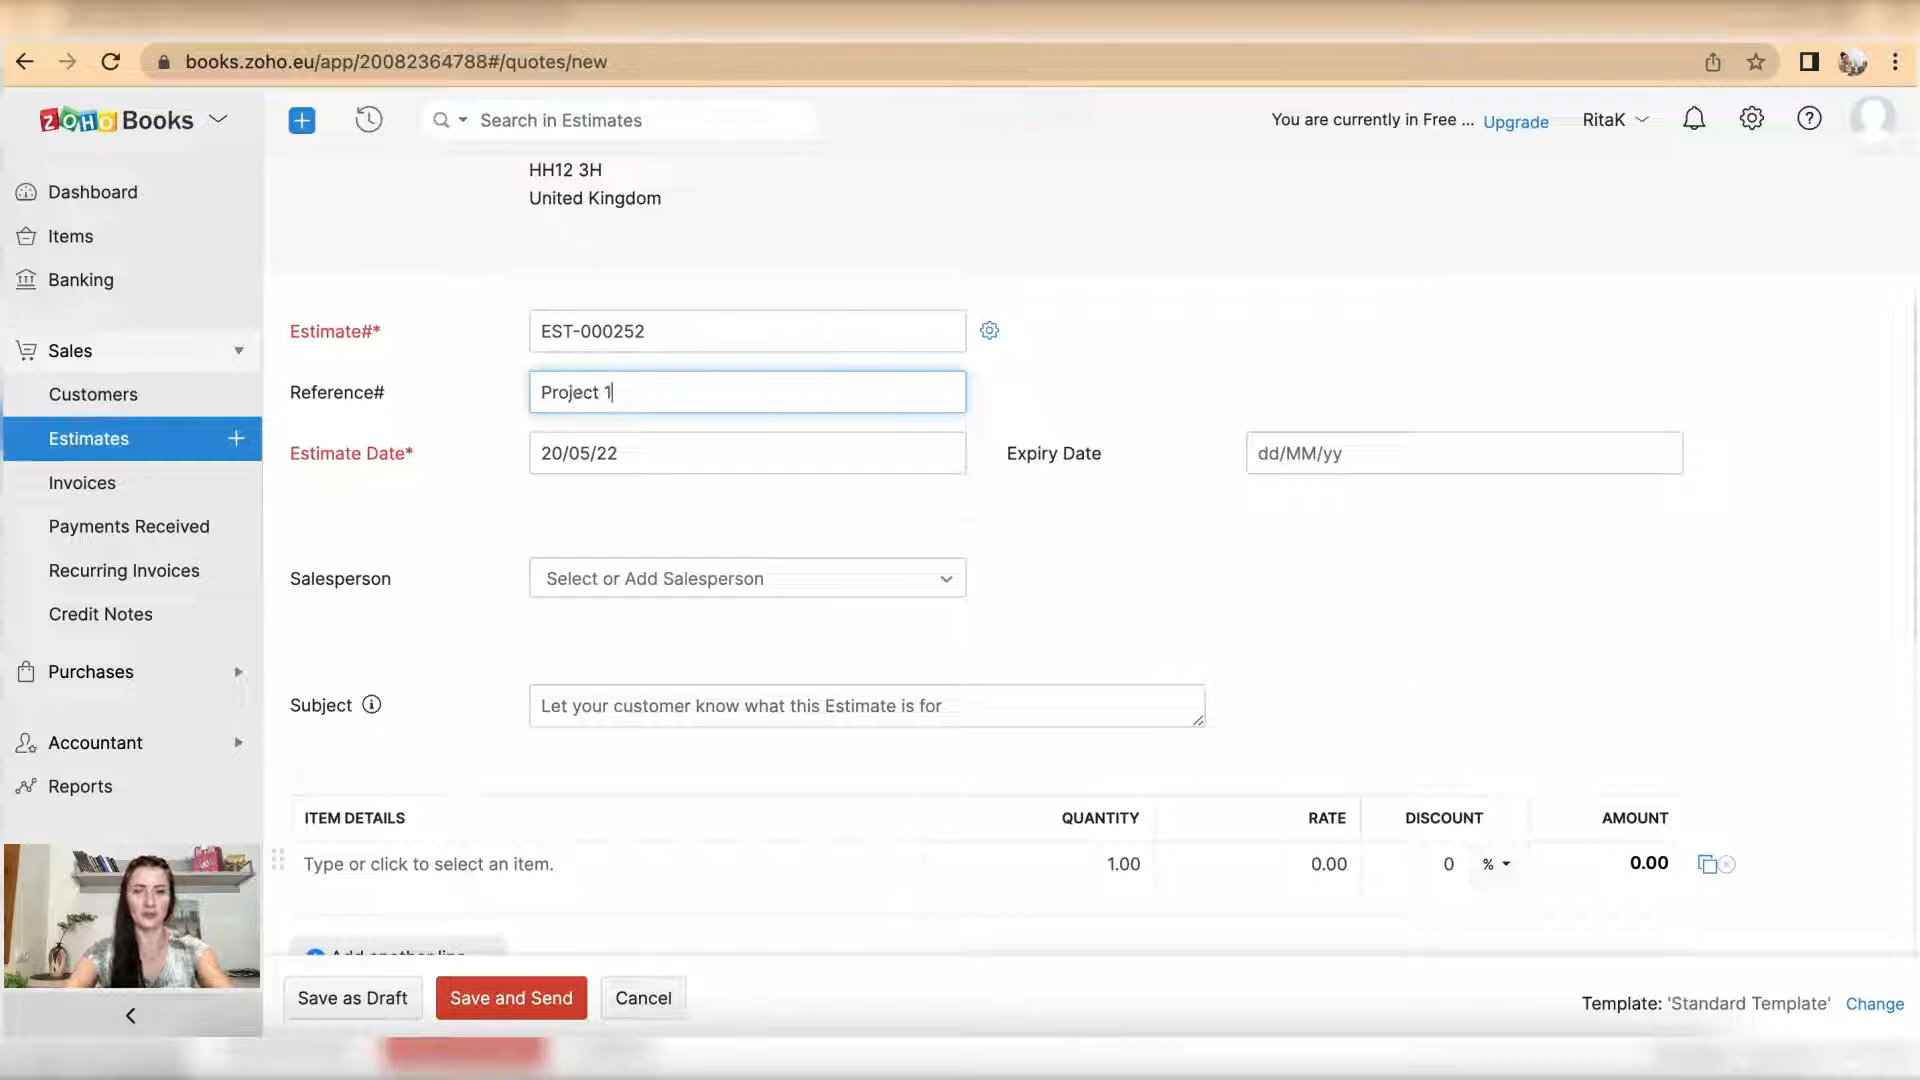 books.zoho.eu/app/20082364788#/quotes/new
ZOHO Books
Search in Estimates
You are currently in Free ... Upgrade
RitaK
HH12 3H
United Kingdom
Dashboard
Items
Banking
Sales
Customers
Estimates
Invoices
Payments Received
Recurring Invoices
Credit Notes
Purchases
Accountant
Reports
Estimate#* EST-000252
Reference# Project 1
Estimate Date* 20/05/22 Expiry Date dd/MM/yy
Salesperson Select or Add Salesperson
Subject Let your customer know what this Estimate is for
ITEM DETAILS QUANTITY RATE DISCOUNT AMOUNT
Type or click to select an item. 1.00 0.00 0 % 0.00
Add another line
Save as Draft Save and Send Cancel
Template: 'Standard Template' Change